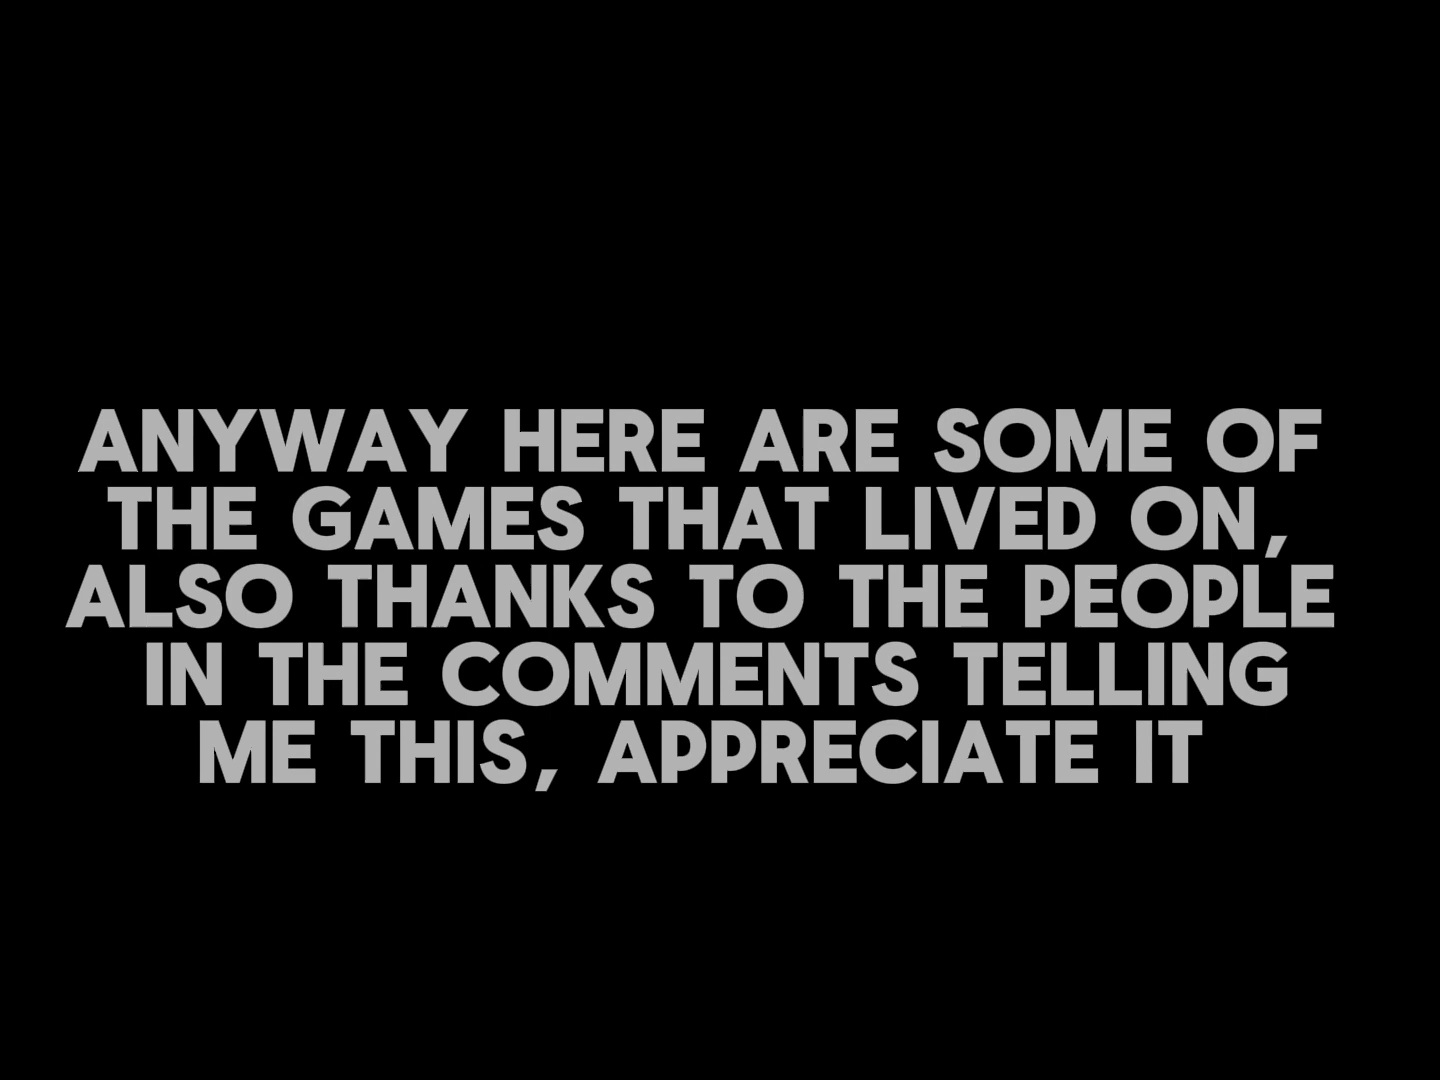 ANYWAY HERE ARE SOME OF
THE GAMES THAT LIVED ON,
ALSO THANKS TO THE PEOPLE
IN THE COMMENTS TELLING
ME THIS, APPRECIATE IT